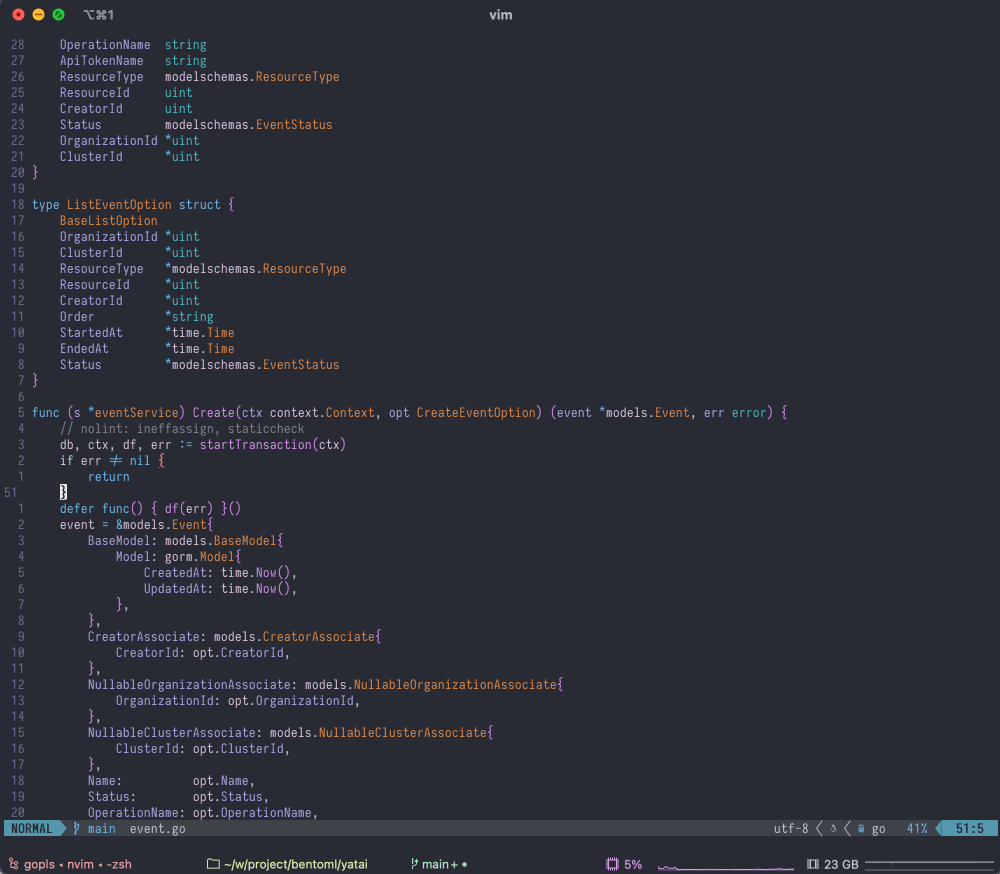 ⌥⌘1 vim
28 OperationName string
27 ApiTokenName string
26 ResourceType modelschemas.ResourceType
25 ResourceId uint
24 CreatorId uint
23 Status modelschemas.EventStatus
22 OrganizationId *uint
21 ClusterId *uint
20 }
19
18 type ListEventOption struct {
17 BaseListOption
16 OrganizationId *uint
15 ClusterId *uint
14 ResourceType *modelschemas.ResourceType
13 ResourceId *uint
12 CreatorId *uint
11 Order *string
10 StartedAt *time.Time
9 EndedAt *time.Time
8 Status *modelschemas.EventStatus
7 }
6
5 func (s *eventService) Create(ctx context.Context, opt CreateEventOption) (event *models.Event, err error) {
4 // nolint: ineffassign, staticcheck
3 db, ctx, df, err := startTransaction(ctx)
2 if err ≠ nil {
1 return
51 }
1 defer func() { df(err) }()
2 event = &models.Event{
3 BaseModel: models.BaseModel{
4 Model: gorm.Model{
5 CreatedAt: time.Now(),
6 UpdatedAt: time.Now(),
7 },
8 },
9 CreatorAssociate: models.CreatorAssociate{
10 CreatorId: opt.CreatorId,
11 },
12 NullableOrganizationAssociate: models.NullableOrganizationAssociate{
13 OrganizationId: opt.OrganizationId,
14 },
15 NullableClusterAssociate: models.NullableClusterAssociate{
16 ClusterId: opt.ClusterId,
17 },
18 Name: opt.Name,
19 Status: opt.Status,
20 OperationName: opt.OperationName,
NORMAL main event.go utf-8 go 41% 51:5
gopls ◂ nvim ◂ -zsh ~/w/project/bentoml/yatai main+• 5% 23 GB